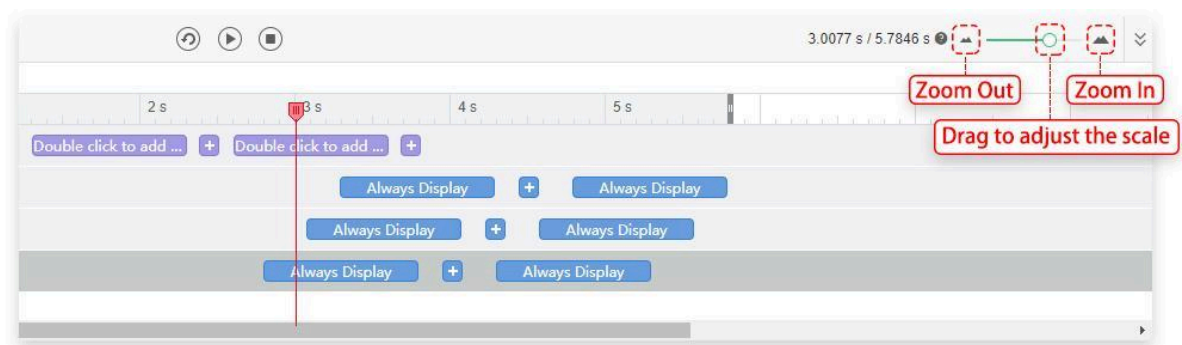 3.0077 s / 5.7846 s ?
Zoom Out
Zoom In
2 s 3 s 4 s 5 s
Drag to adjust the scale
Double click to add ... + Double click to add ... +
Always Display + Always Display
Always Display + Always Display
Always Display + Always Display